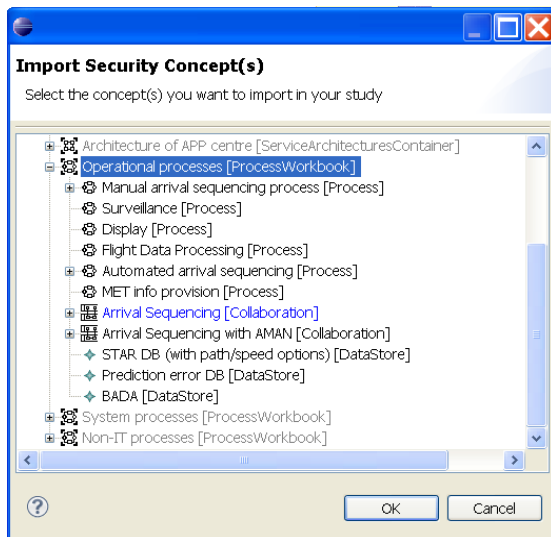 Import Security Concept(s)
Select the concept(s) you want to import in your study
Architecture of APP centre [ServiceArchitecturesContainer]
Operational processes [ProcessWorkbook]
Manual arrival sequencing process [Process]
Surveillance [Process]
Display [Process]
Flight Data Processing [Process]
Automated arrival sequencing [Process]
MET info provision [Process]
Arrival Sequencing [Collaboration]
Arrival Sequencing with AMAN [Collaboration]
STAR DB (with path/speed options) [DataStore]
Prediction error DB [DataStore]
BADA [DataStore]
System processes [ProcessWorkbook]
Non-IT processes [ProcessWorkbook]
OK Cancel